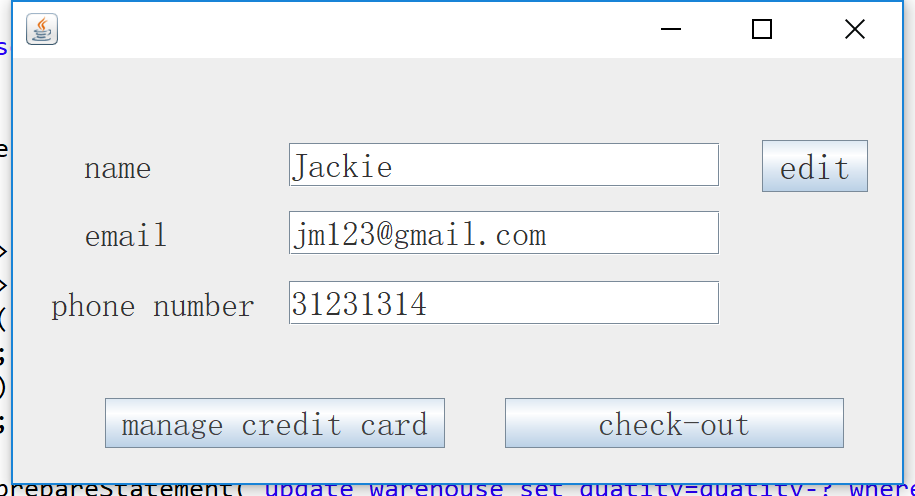 s
e
name Jackie edit
email jm123@gmail.com
>
>
phone number 31231314
(
;
)
manage credit card check-out
;
prepareStatement("update warehouse set quatity=quatity-? where